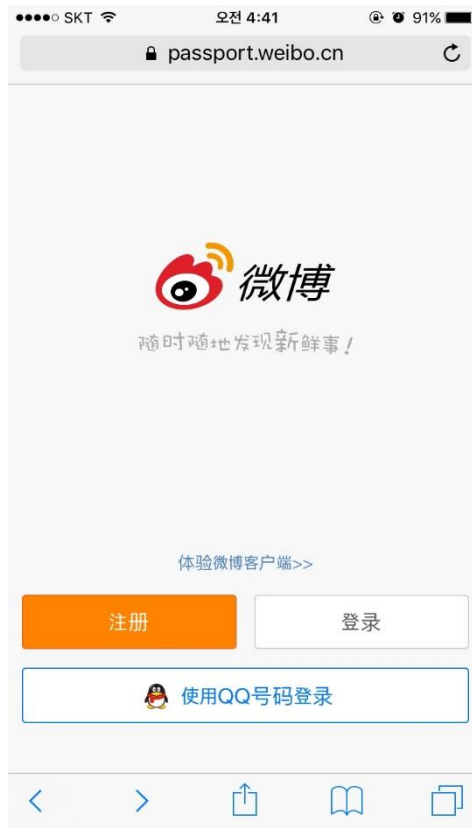 SKT 오전 4:41 91%
passport.weibo.cn
微博
随时随地发现新鲜事！
体验微博客户端>>
注册 登录
使用QQ号码登录